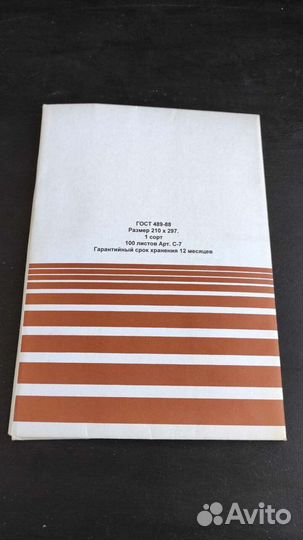 ГОСТ 489-88
Размер 210 х 297.
1 сорт
100 листов Арт. С-7
Гарантийный срок хранения 12 месяцев
Avito